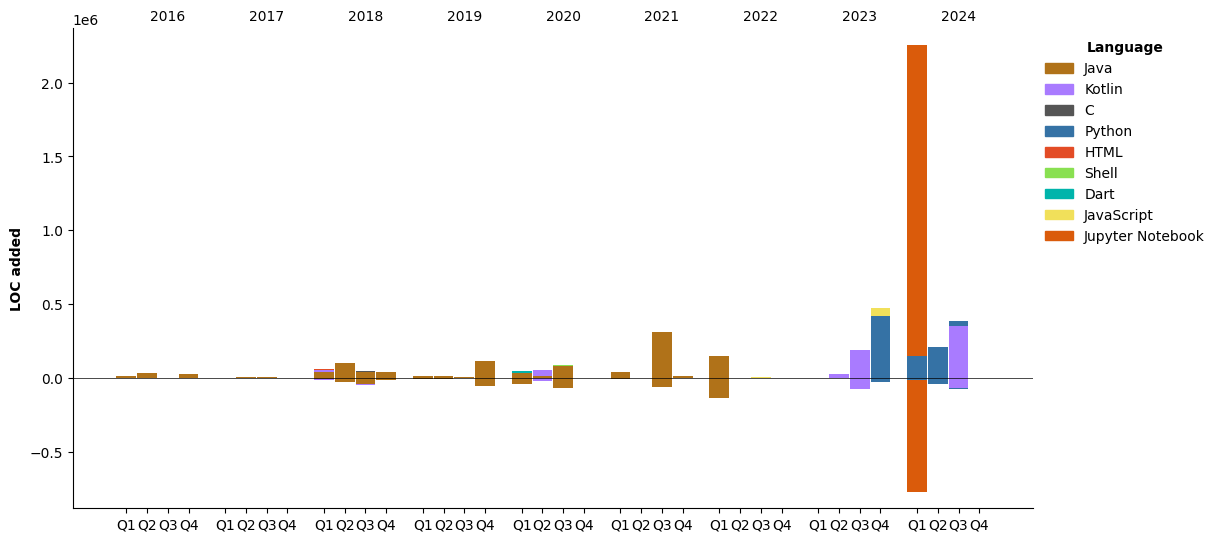 1e6
2016 2017 2018 2019 2020 2021 2022 2023 2024
Language
Java
Kotlin
C
Python
HTML
Shell
Dart
JavaScript
Jupyter Notebook
LOC added
2.0
1.5
1.0
0.5
0.0
−0.5
Q1 Q2 Q3 Q4 Q1 Q2 Q3 Q4 Q1 Q2 Q3 Q4 Q1 Q2 Q3 Q4 Q1 Q2 Q3 Q4 Q1 Q2 Q3 Q4 Q1 Q2 Q3 Q4 Q1 Q2 Q3 Q4 Q1 Q2 Q3 Q4